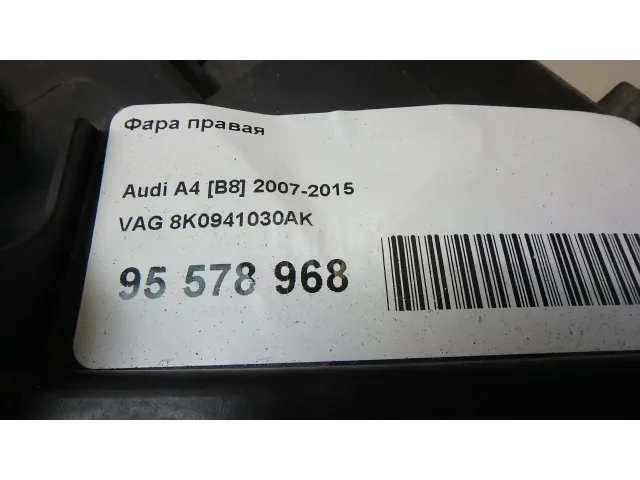 Фара правая
Audi A4 [B8] 2007-2015
VAG 8K0941030AK
95 578 968